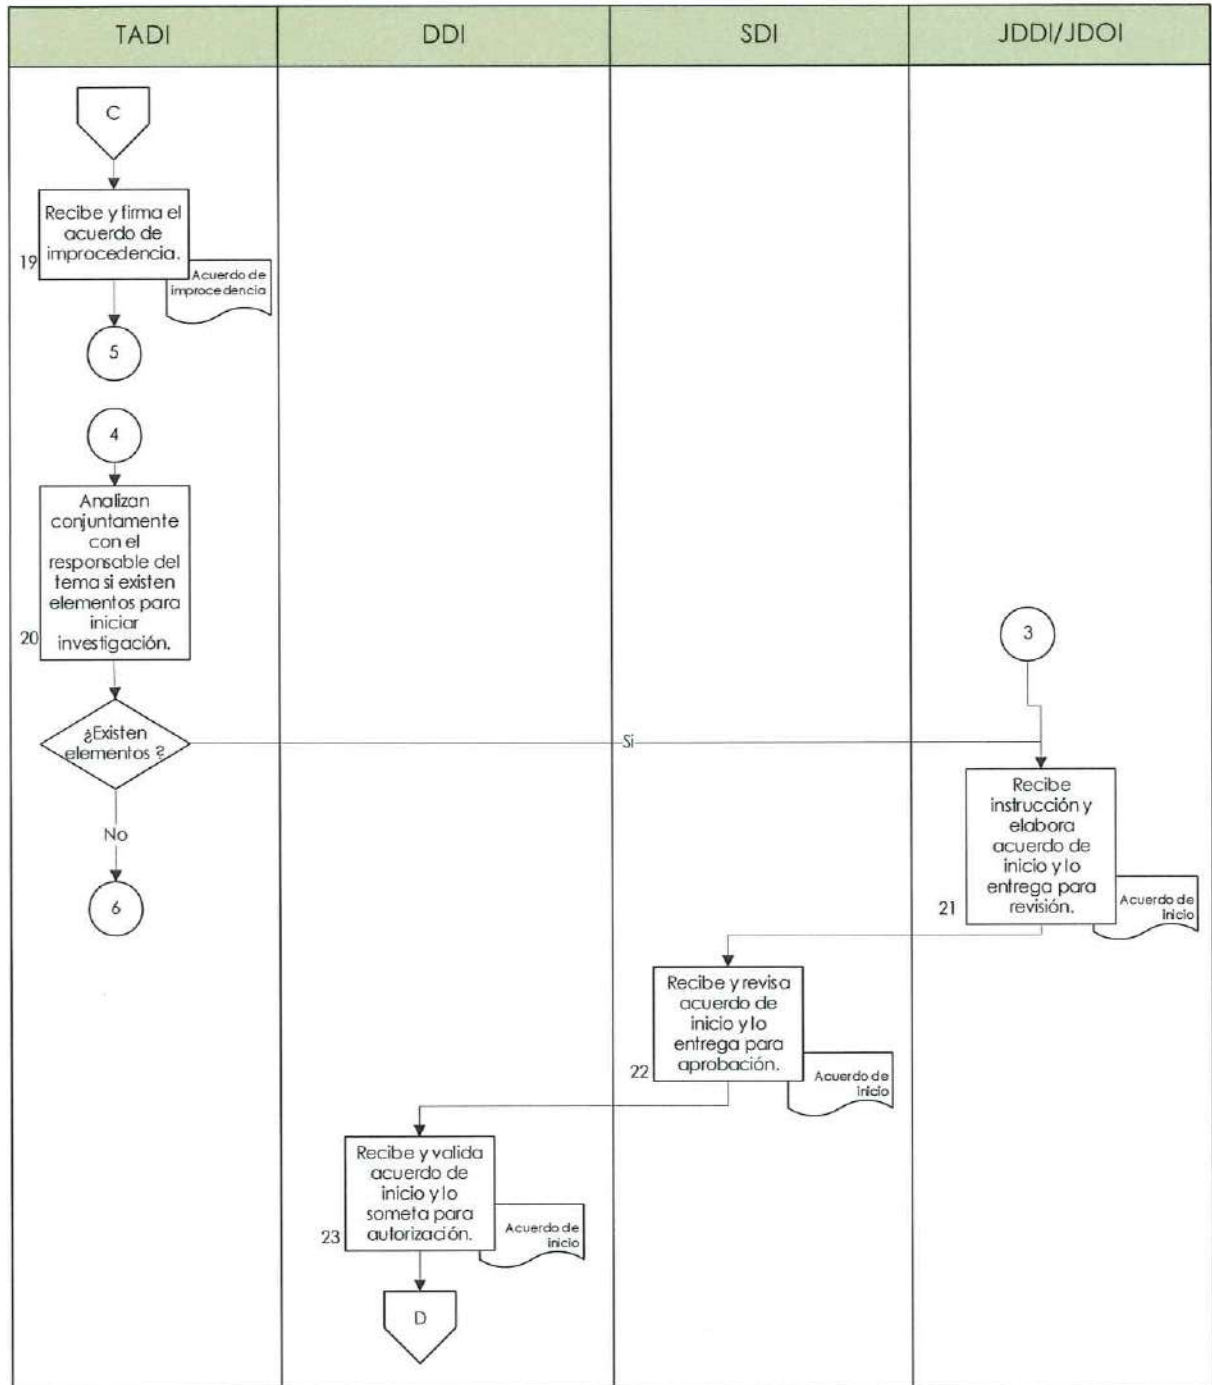 TADI
DDI
SDI
JDDI/JDOI
C
Recibe y firma el
acuerdo de
improcedencia.
19
Acuerdo de
improcedencia
5
4
Analizan
conjuntamente
con el
responsable del
tema si existen
elementos para
iniciar
investigación.
20
3
¿Existen
elementos ?
Si
No
6
Recibe
instrucción y
elabora
acuerdo de
inicio y lo
entrega para
revisión.
21
Acuerdo de
inicio
Recibe y revisa
acuerdo de
inicio y lo
entrega para
aprobación.
22
Acuerdo de
inicio
Recibe y valida
acuerdo de
inicio y lo
someta para
autorización.
23
Acuerdo de
inicio
D